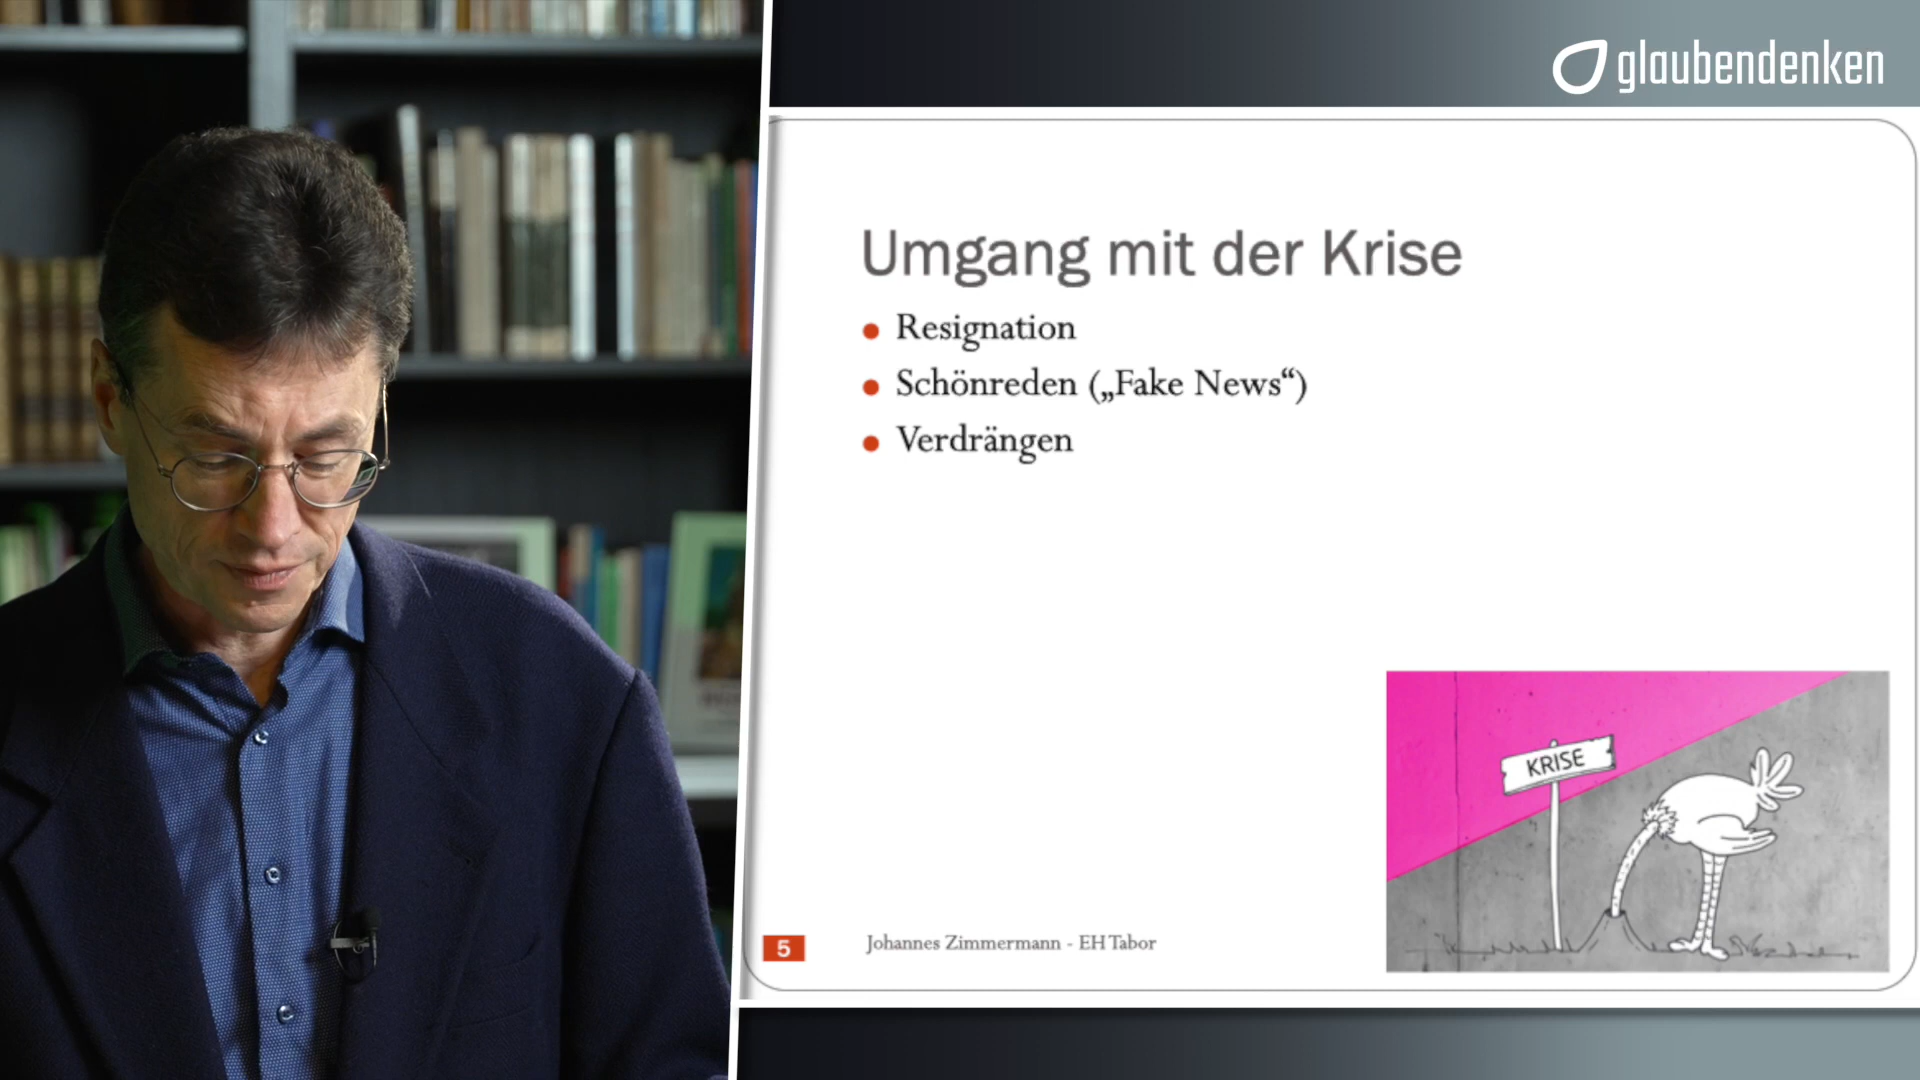 glaubendenken
Umgang mit der Krise
Resignation
Schönreden („Fake News“)
Verdrängen
KRISE
5
Johannes Zimmermann - EH Tabor